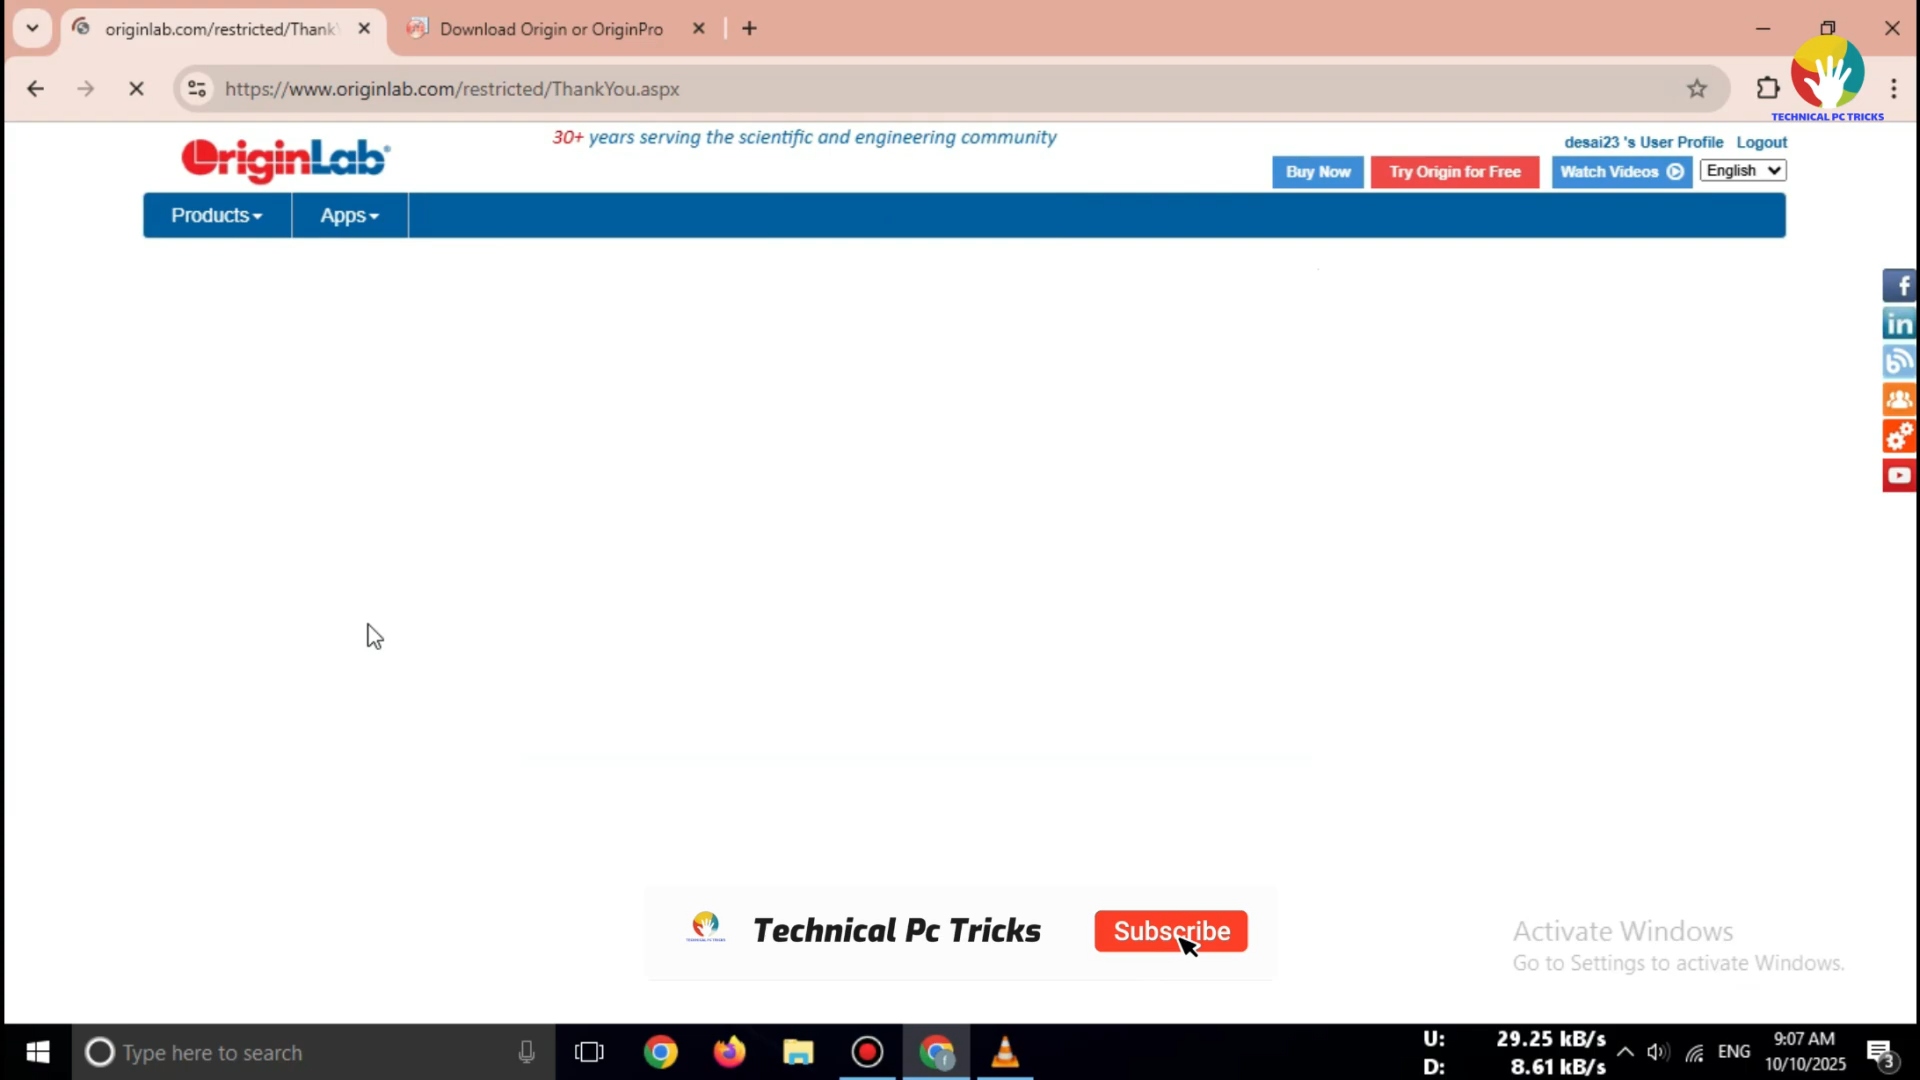 originlab.com/restricted/Thank
Download Origin or OriginPro
https://www.originlab.com/restricted/ThankYou.aspx
TECHNICAL PC TRICKS
OriginLab
30+ years serving the scientific and engineering community
desai23 's User Profile Logout
Buy Now
Try Origin for Free
Watch Videos
English
Products
Apps
Technical Pc Tricks
Subscribe
Activate Windows
Go to Settings to activate Windows.
Type here to search
U: 29.25 kB/s
D: 8.61 kB/s
ENG
9:07 AM
10/10/2025
3